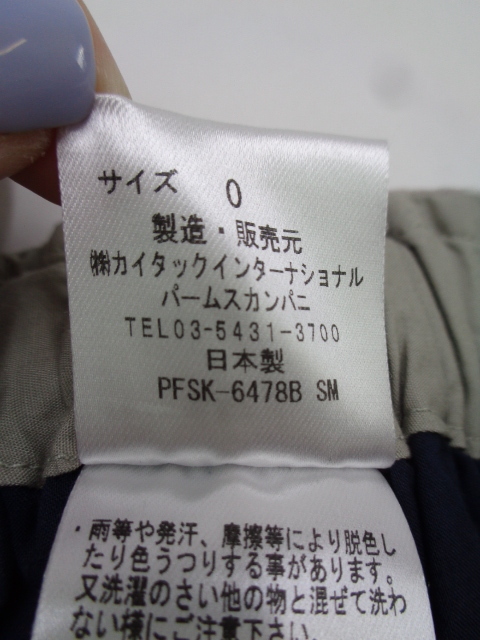 サイズ 0
製造・販売元
㈱カイタックインターナショナル
パームスカンパニ
TEL03-5431-3700
日本製
PFSK-6478B SM
・雨等や発汗、摩擦等により脱色し
たり色うつりする事があります。
又洗濯のさい他の物と混ぜて洗わ
ない様にご注意